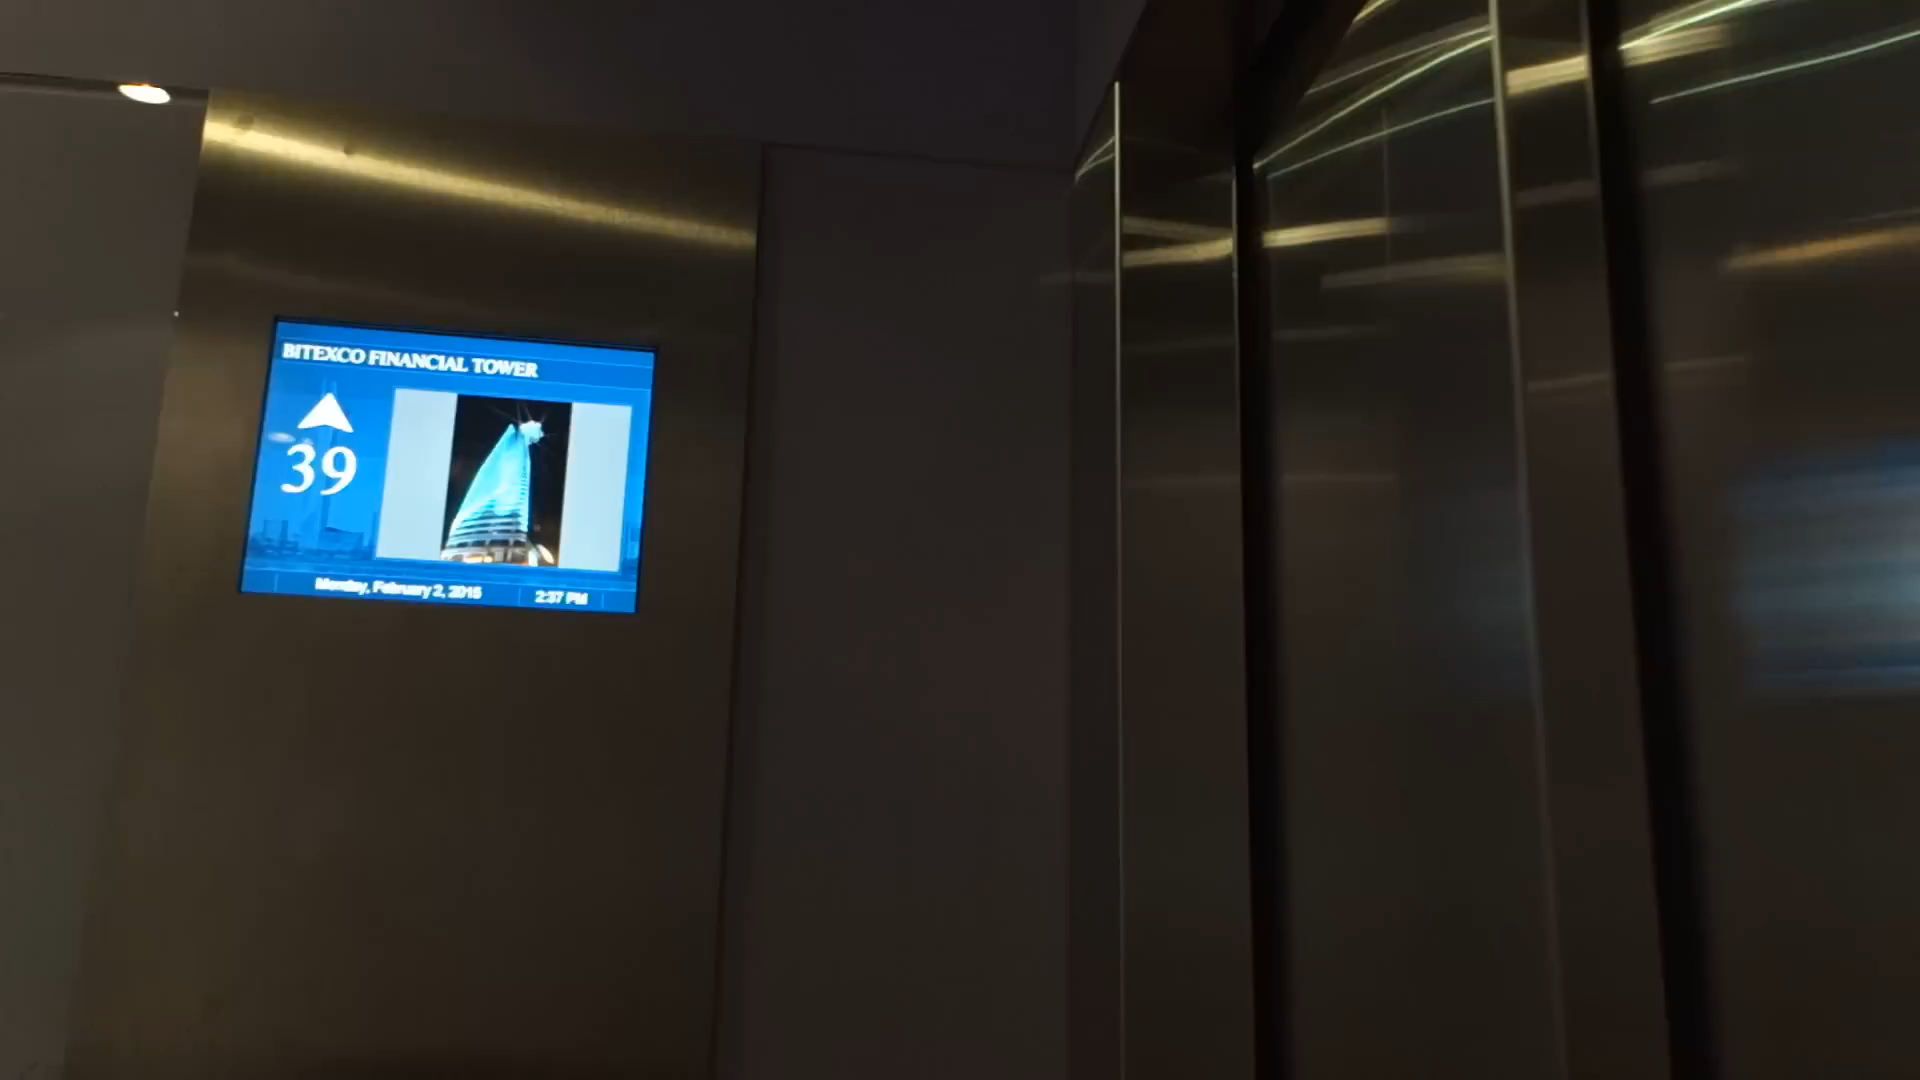 BITEXCO FINANCIAL TOWER
39
Monday, February 2, 2015
2:37 PM